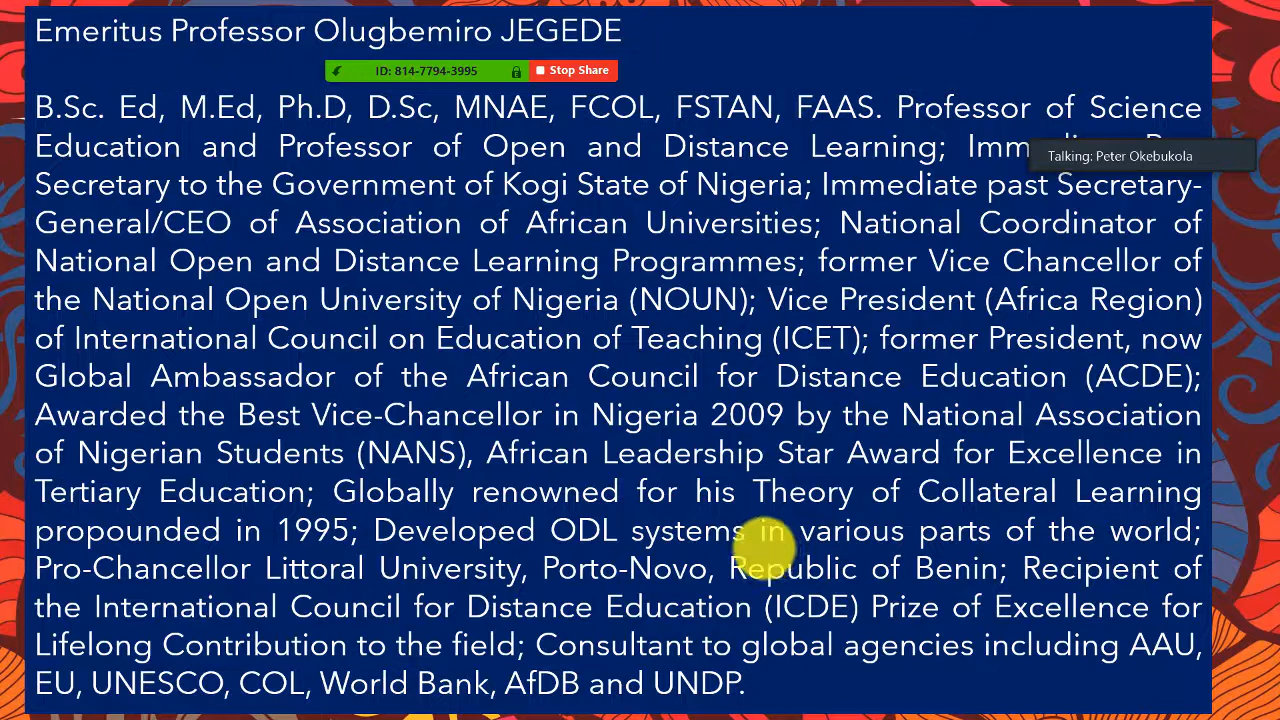 Emeritus Professor Olugbemiro JEGEDE
ID: 814-7794-3995 Stop Share
B.Sc. Ed, M.Ed, Ph.D, D.Sc, MNAE, FCOL, FSTAN, FAAS. Professor of Science
Education and Professor of Open and Distance Learning;
Talking: Peter Okebukola
Secretary to the Government of Kogi State of Nigeria; Immediate past Secretary-
General/CEO of Association of African Universities; National Coordinator of
National Open and Distance Learning Programmes; former Vice Chancellor of
the National Open University of Nigeria (NOUN); Vice President (Africa Region)
of International Council on Education of Teaching (ICET); former President, now
Global Ambassador of the African Council for Distance Education (ACDE);
Awarded the Best Vice-Chancellor in Nigeria 2009 by the National Association
of Nigerian Students (NANS), African Leadership Star Award for Excellence in
Tertiary Education; Globally renowned for his Theory of Collateral Learning
propounded in 1995; Developed ODL systems in various parts of the world;
Pro-Chancellor Littoral University, Porto-Novo, Republic of Benin; Recipient of
the International Council for Distance Education (ICDE) Prize of Excellence for
Lifelong Contribution to the field; Consultant to global agencies including AAU,
EU, UNESCO, COL, World Bank, AfDB and UNDP.